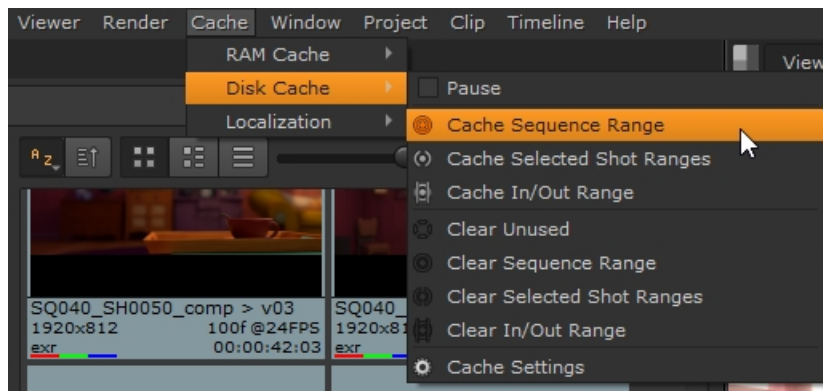 Viewer Render Cache Window Project Clip Timeline Help
RAM Cache
Disk Cache
Localization
View
Pause
Cache Sequence Range
Cache Selected Shot Ranges
Cache In/Out Range
Clear Unused
Clear Sequence Range
Clear Selected Shot Ranges
Clear In/Out Range
Cache Settings
A z
SQ040_SH0050_comp > v03
1920x812 100f @24FPS
exr 00:00:42:03
SQ040_
1920x81
exr